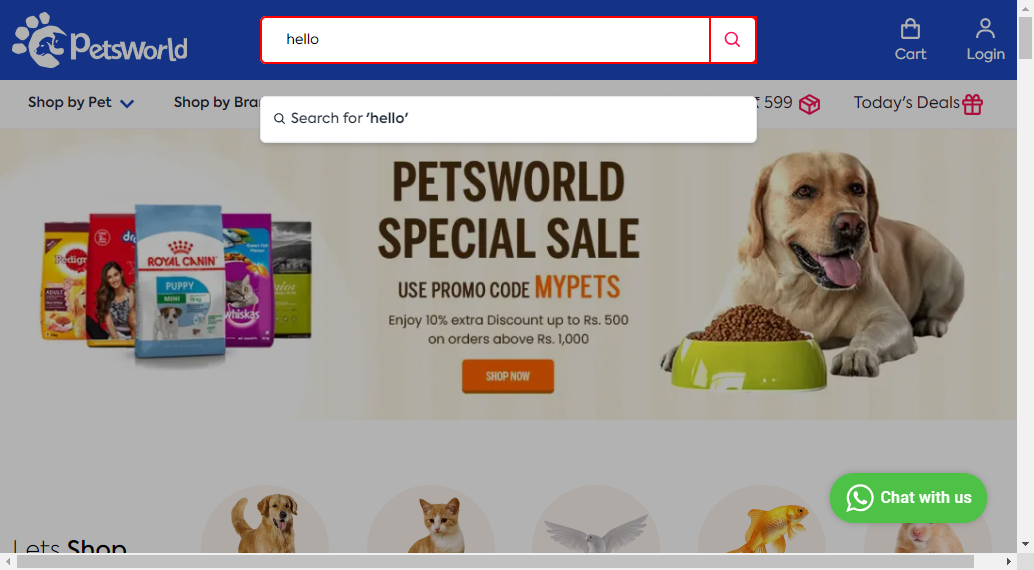 PetsWorld
hello
Cart
Login
Shop by Pet
Shop by Bra
₹ 599
Today's Deals
Search for 'hello'
PETSWORLD
SPECIAL SALE
USE PROMO CODE MYPETS
Enjoy 10% extra Discount up to Rs. 500
on orders above Rs. 1,000
SHOP NOW
Pedigr
ADULT
ROYAL CANIN
PUPPY
MINI
whiskas
Chat with us
Lets Shop